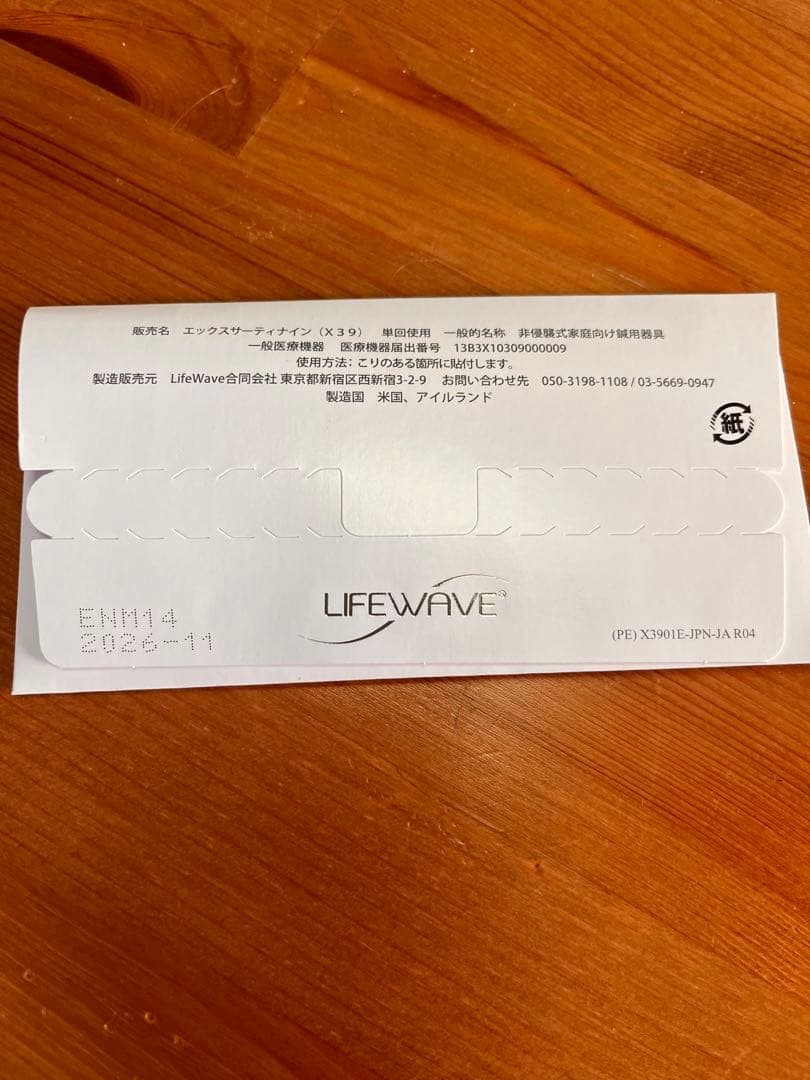 販売名　エックスサーティナイン（X39）　単回使用　一般的名称　非侵襲式家庭向け鍼用器具
一般医療機器　医療機器届出番号　13B3X10309000009
使用方法：こりのある箇所に貼付します。
製造販売元　LifeWave合同会社 東京都新宿区西新宿3-2-9　お問い合わせ先　050-3198-1108 / 03-5669-0947
製造国　米国、アイルランド
紙
LIFEWAVE®
ENM14
2026-11
(PE) X3901E-JPN-JA R04